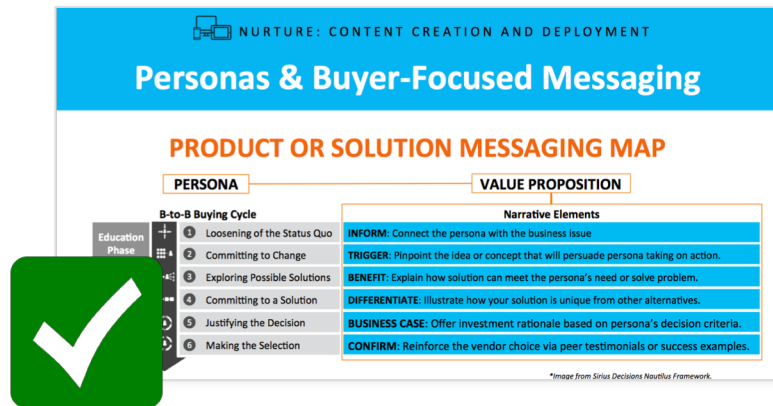 NURTURE: CONTENT CREATION AND DEPLOYMENT
Personas & Buyer-Focused Messaging
PRODUCT OR SOLUTION MESSAGING MAP
PERSONA
VALUE PROPOSITION
B-to-B Buying Cycle
Narrative Elements
Education
Phase
1 Loosening of the Status Quo
INFORM: Connect the persona with the business issue
2 Committing to Change
TRIGGER: Pinpoint the idea or concept that will persuade persona taking on action.
3 Exploring Possible Solutions
BENEFIT: Explain how solution can meet the persona's need or solve problem.
4 Committing to a Solution
DIFFERENTIATE: Illustrate how your solution is unique from other alternatives.
5 Justifying the Decision
BUSINESS CASE: Offer investment rationale based on persona's decision criteria.
6 Making the Selection
CONFIRM: Reinforce the vendor choice via peer testimonials or success examples.
*Image from Sirius Decisions Nautilus Framework.